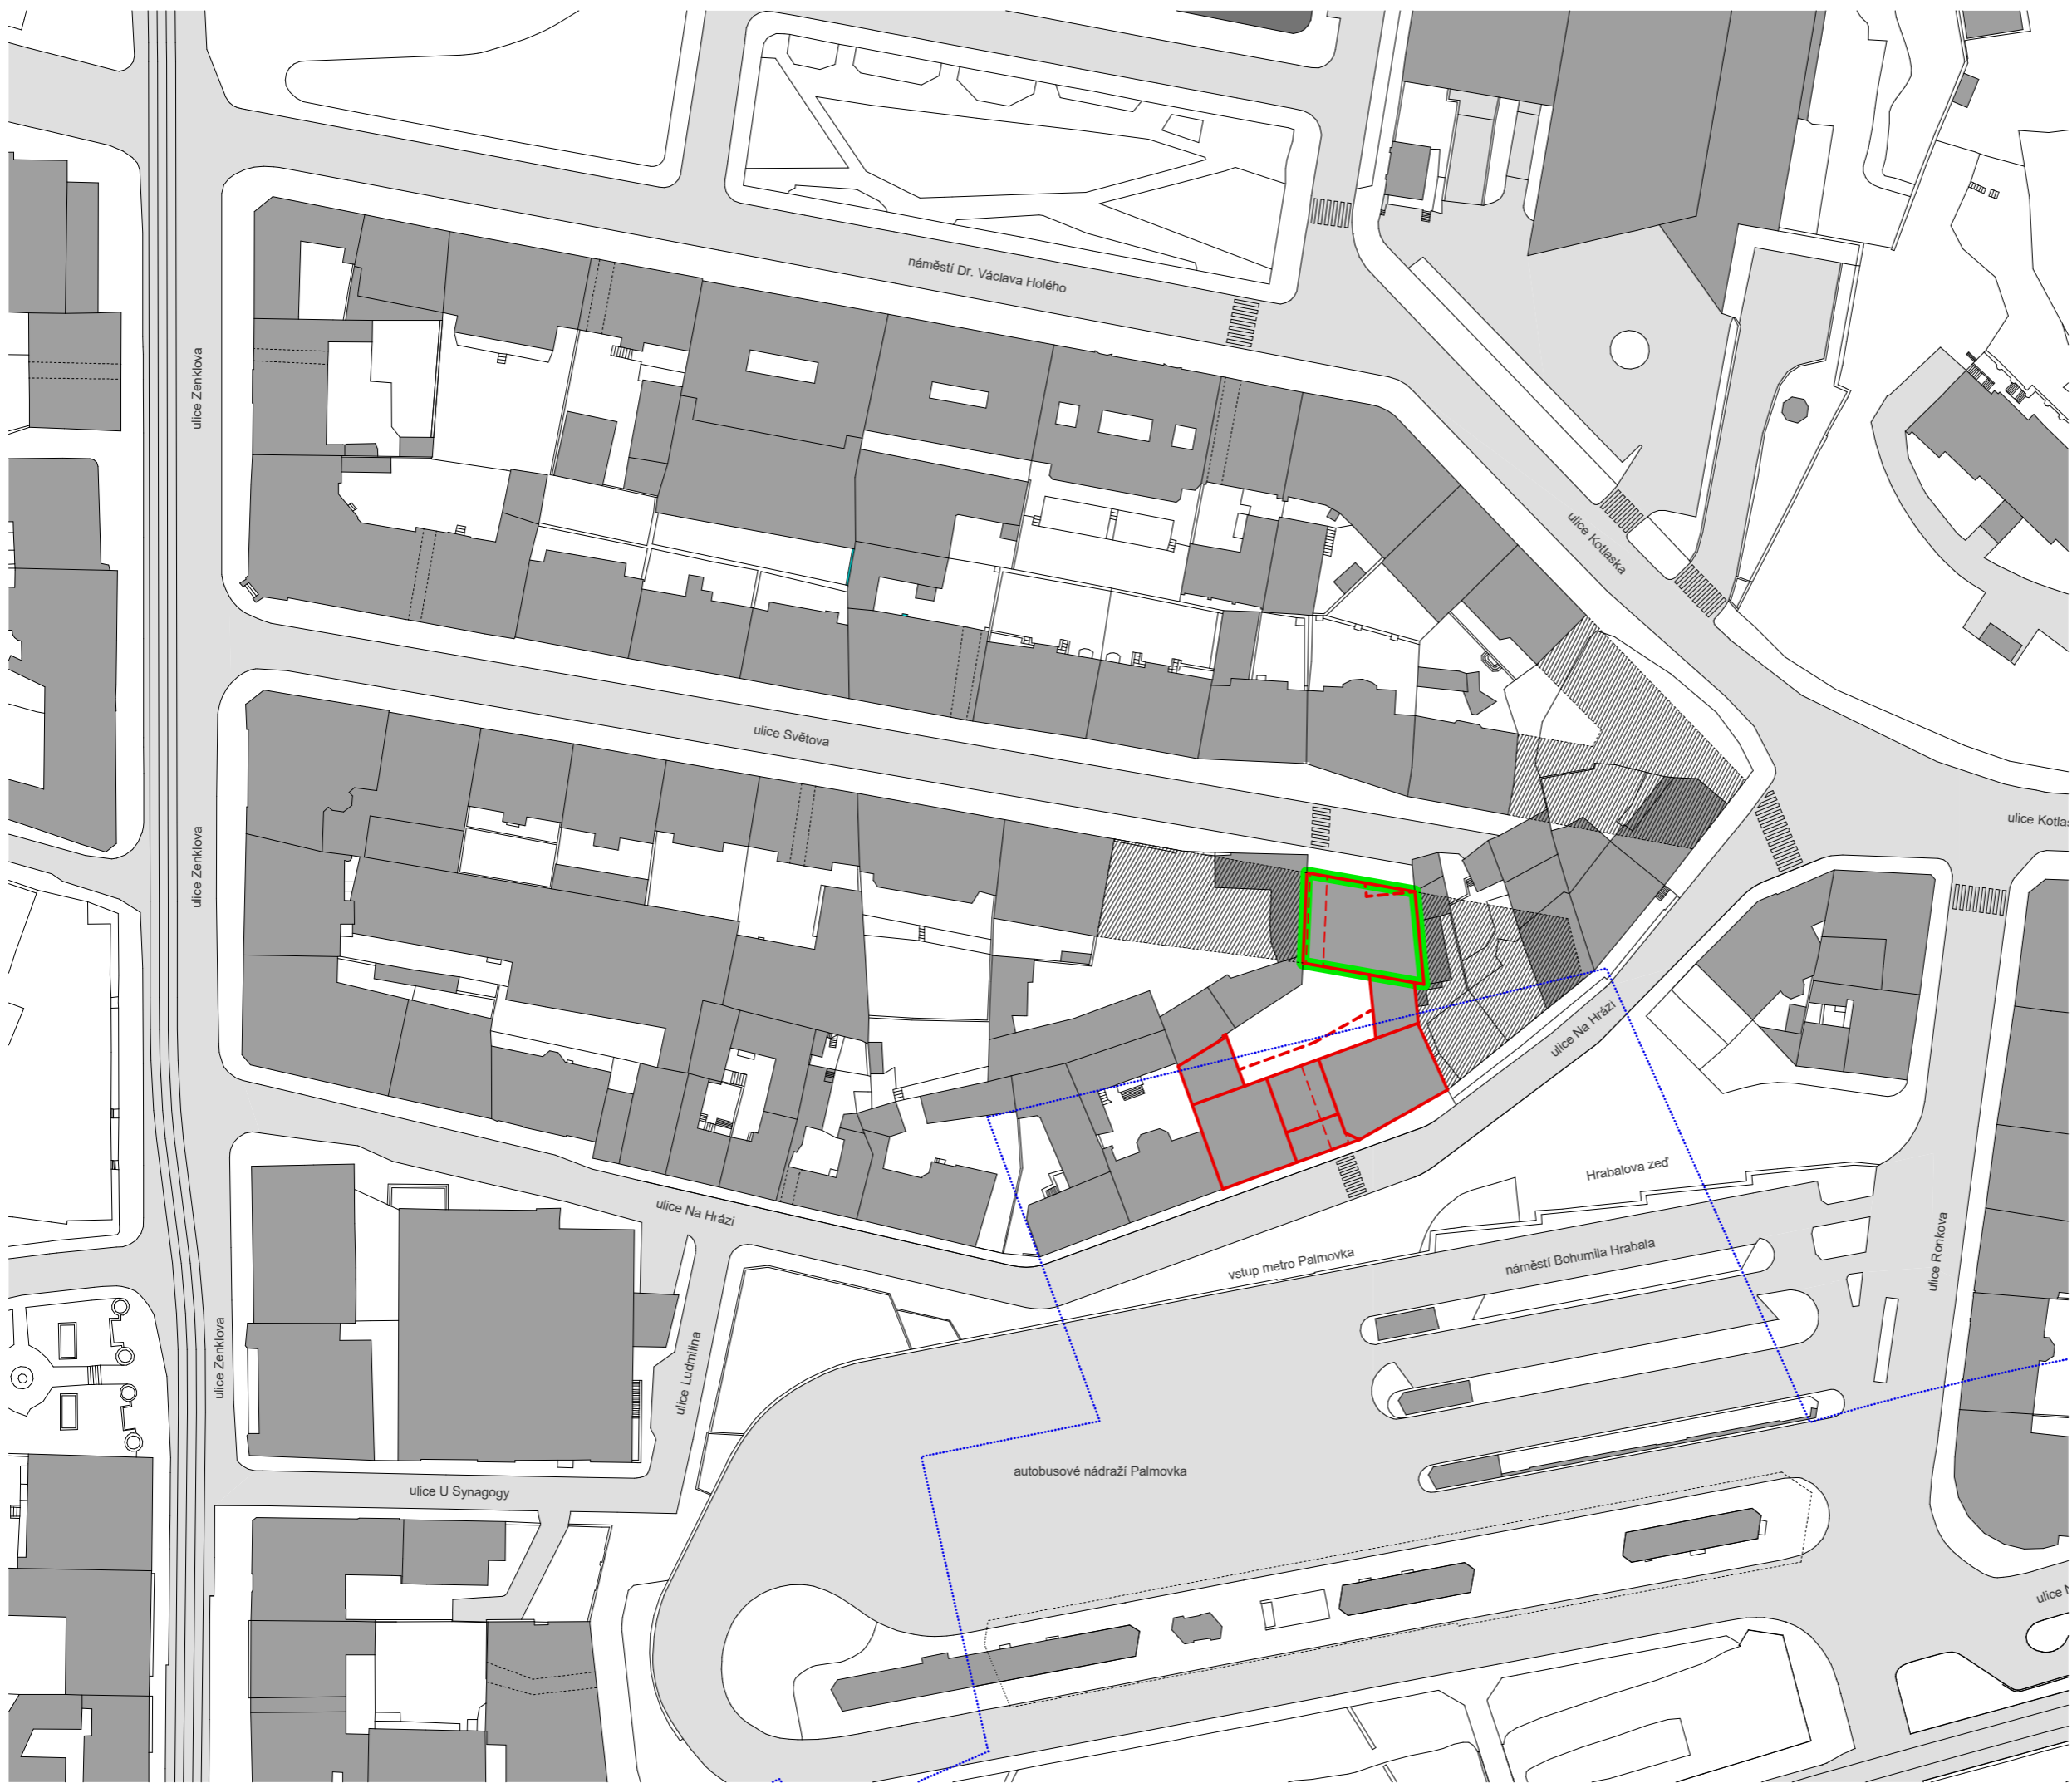 náměstí Dr. Václava Holého
ulice Zenklova
ulice Kotlaska
ulice Světova
ulice Zenklova
ulice Na Hrázi
Hrabalova zeď
ulice Na Hrázi
vstup metro Palmovka
náměstí Bohumila Hrabala
ulice Ronkova
ulice Zenklova
ulice Ludmilina
autobusové nádraží Palmovka
ulice U Synagogy
ulice